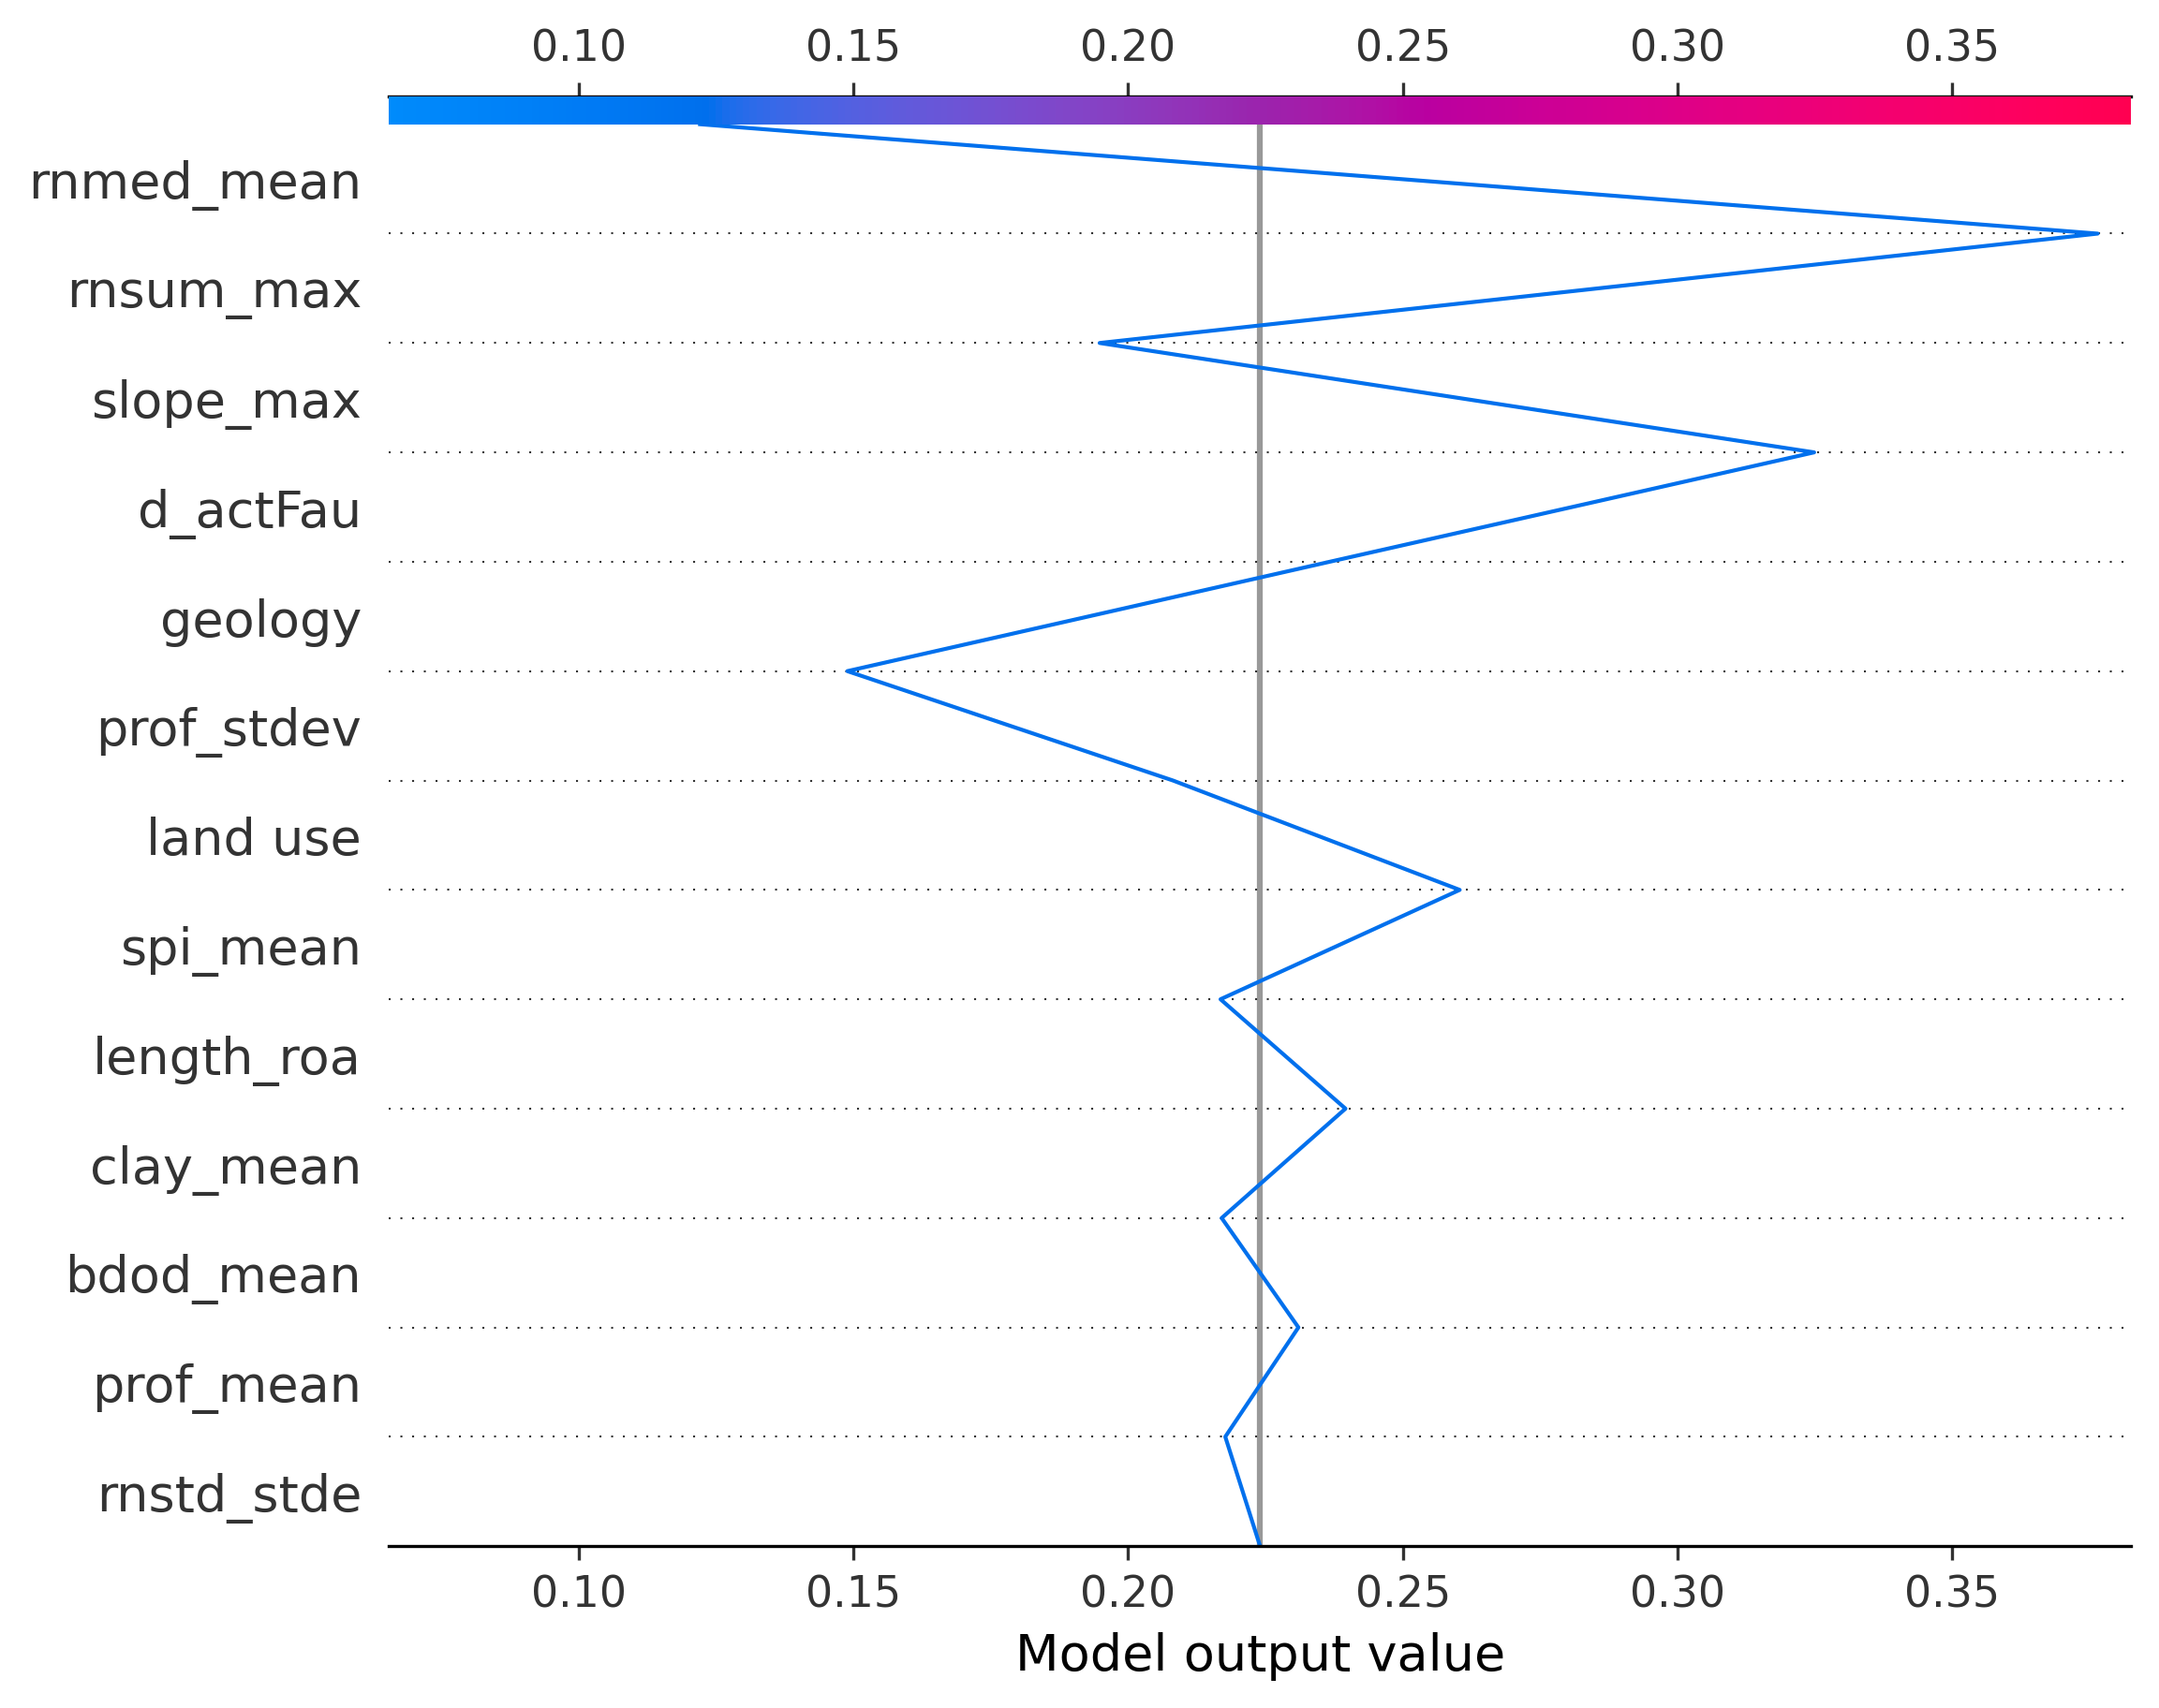 0.10 0.15 0.20 0.25 0.30 0.35
rnmed_mean
rnsum_max
slope_max
d_actFau
geology
prof_stdev
land use
spi_mean
length_roa
clay_mean
bdod_mean
prof_mean
rnstd_stde
0.10 0.15 0.20 0.25 0.30 0.35
Model output value